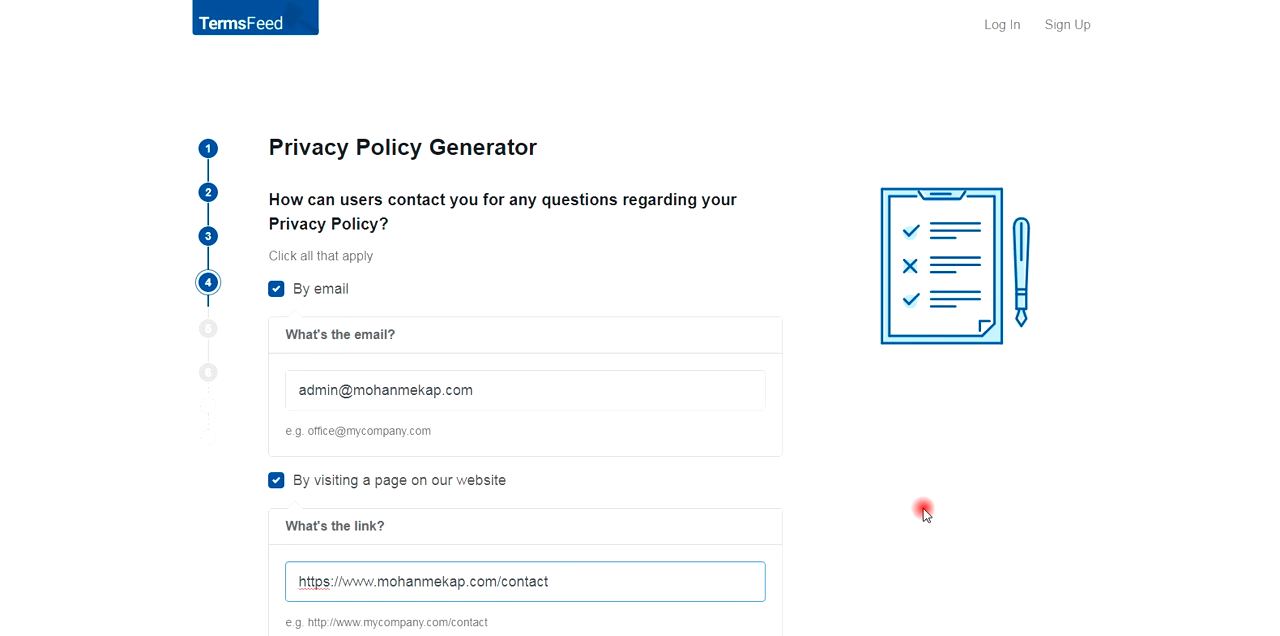 TermsFeed
Log In Sign Up
1
Privacy Policy Generator
2
How can users contact you for any questions regarding your
Privacy Policy?
3
Click all that apply
4
By email
5
What's the email?
6
admin@mohanmekap.com
e.g. office@mycompany.com
By visiting a page on our website
What's the link?
https://www.mohanmekap.com/contact
e.g. http://www.mycompany.com/contact